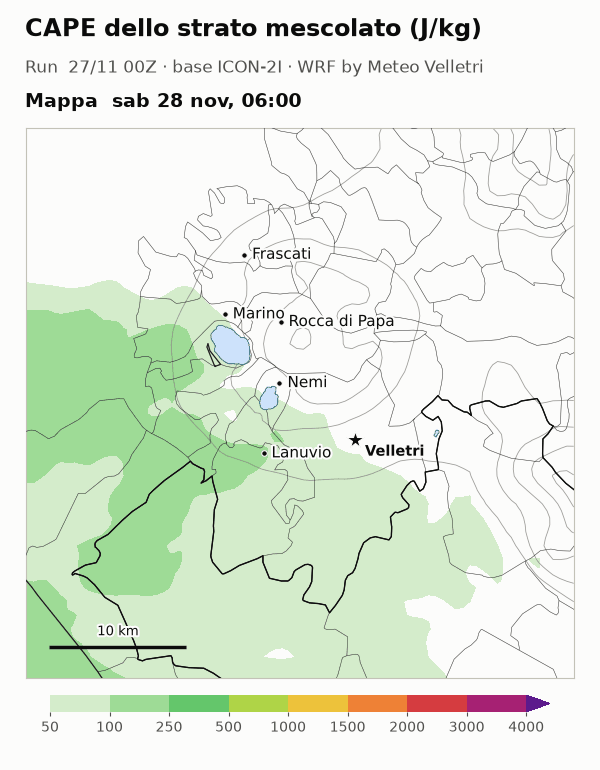 CAPE dello strato mescolato (J/kg)
Run 27/11 00Z · base ICON-2I · WRF by Meteo Velletri
Mappa sab 28 nov, 06:00
Frascati
Marino
Rocca di Papa
Nemi
Velletri
Lanuvio
10 km
50 100 250 500 1000 1500 2000 3000 4000